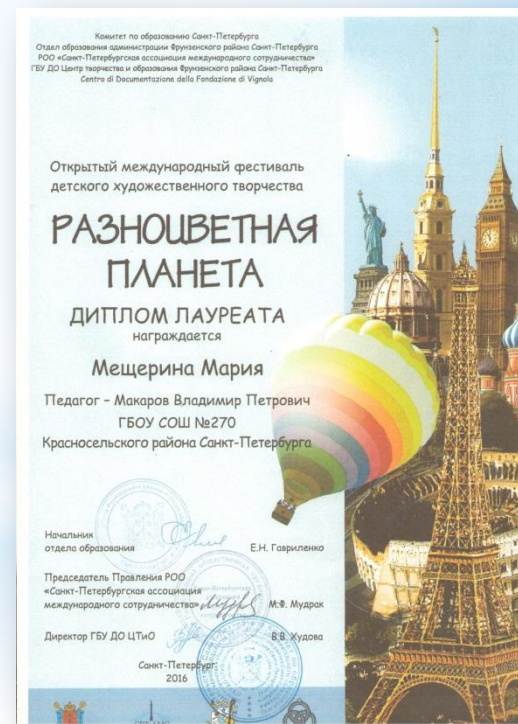 Комитет по образованию Санкт-Петербурга
Отдел образования администрации Фрунзенского района Санкт-Петербурга
РОО «Санкт-Петербургская ассоциация международного сотрудничества»
ГБУ ДО Центр творчества и образования Фрунзенского района Санкт-Петербурга
Centro di Documentazione della Fondazione di Vignola
Открытый международный фестиваль
детского художественного творчества
РАЗНОЦВЕТНАЯ
ПЛАНЕТА
ДИПЛОМ ЛАУРЕАТА
награждается
Мещерина Мария
Педагог – Макаров Владимир Петрович
ГБОУ СОШ №270
Красносельского района Санкт-Петербурга
Начальник
отдела образования Е.Н. Гавриленко
Председатель Правления РОО
«Санкт-Петербургская ассоциация
международного сотрудничества» М.Ф. Мудрак
Директор ГБУ ДО ЦТиО В.В. Худова
Санкт-Петербург
2016